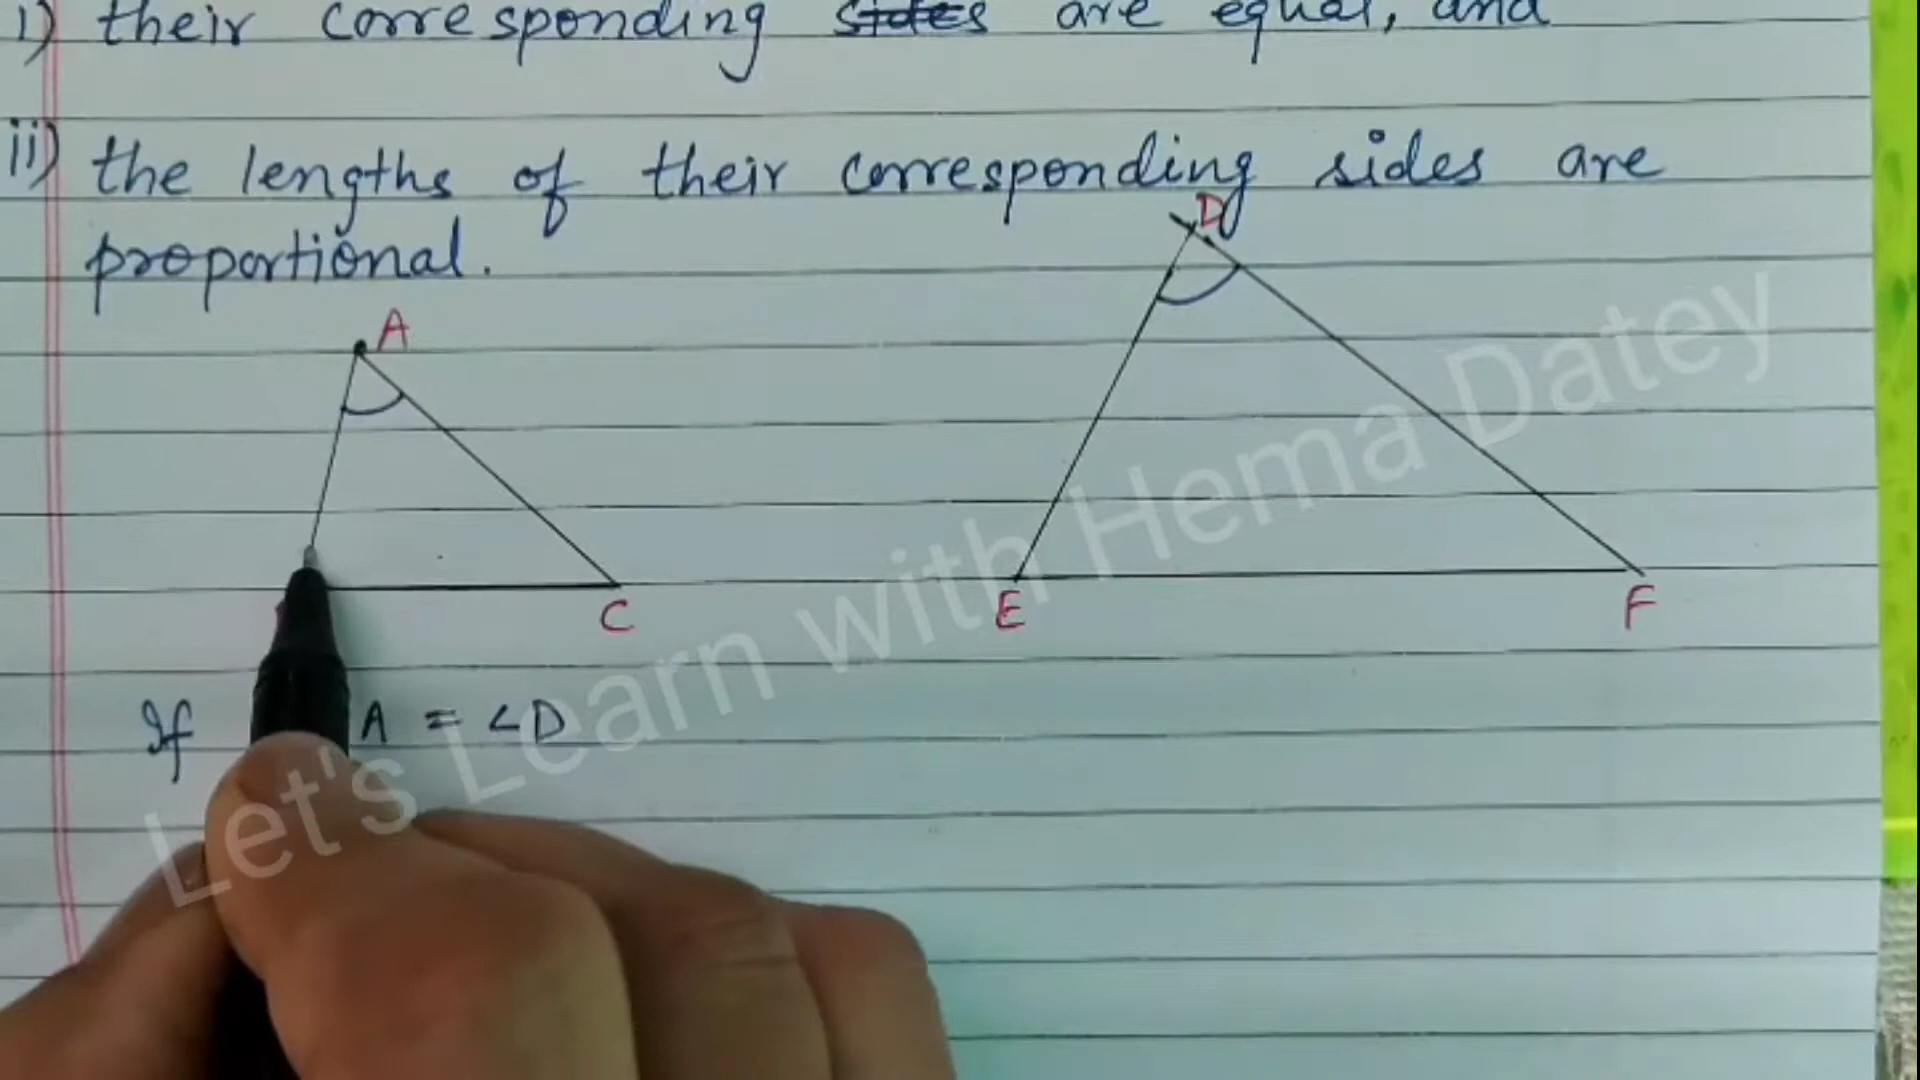 i) their corresponding sides are equal, and
ii) the lengths of their corresponding sides are
proportional.
D
A
C
E
F
If A = ∠D
Let's Learn with Hema Datey